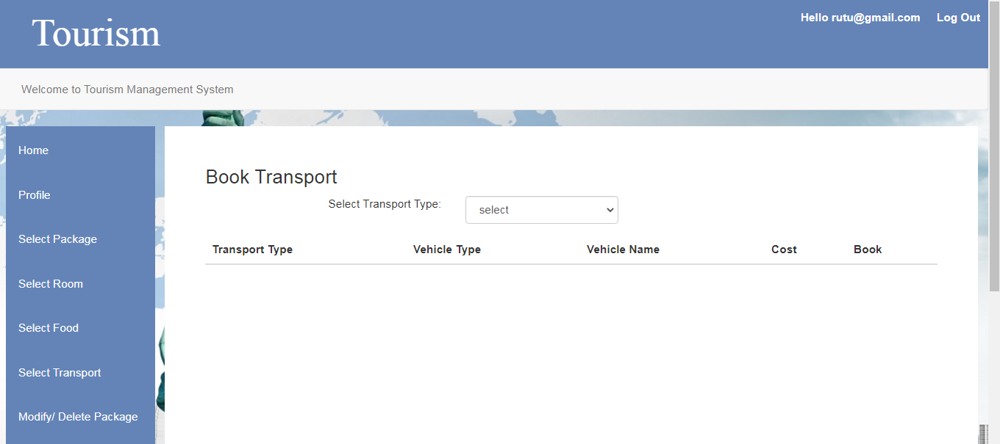 Tourism
Hello rutu@gmail.com Log Out
Welcome to Tourism Management System
Home
Profile
Select Package
Select Room
Select Food
Select Transport
Modify/ Delete Package
Book Transport
Select Transport Type: select
Transport Type Vehicle Type Vehicle Name Cost Book